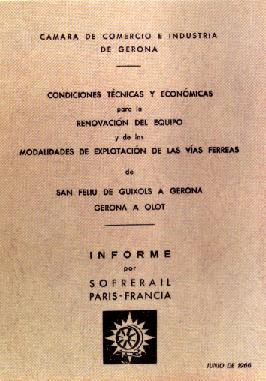 CAMARA DE COMERCIO E INDUSTRIA
DE GERONA
CONDICIONES TÉCNICAS Y ECONÓMICAS
para la
RENOVACIÓN DEL EQUIPO
y de las
MODALIDADES DE EXPLOTACIÓN DE LAS VÍAS FERREAS
de
SAN FELIU DE GUIXOLS A GERONA
GERONA A OLOT
INFORME
por
SOFRERAIL
PARIS-FRANCIA
JUNIO DE 1966